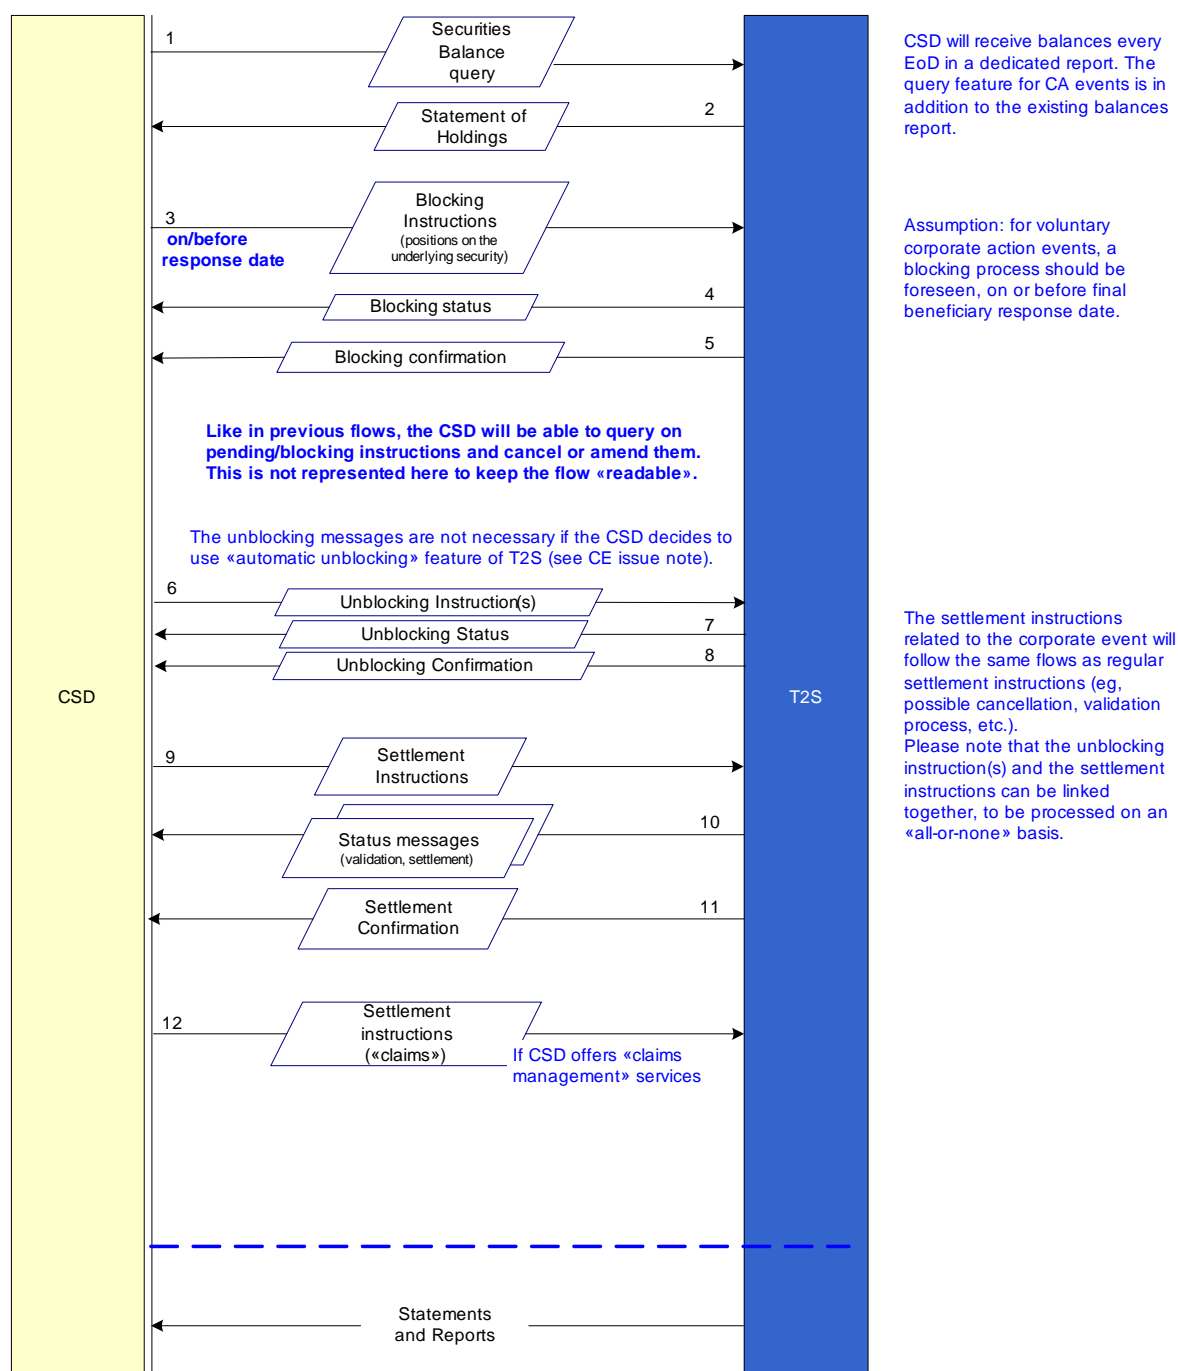 1
Securities
Balance
query
CSD will receive balances every
EoD in a dedicated report. The
query feature for CA events is in
addition to the existing balances
report.
2
Statement of
Holdings
3
on/before
response date
Blocking
Instructions
(positions on the
underlying security)
Assumption: for voluntary
corporate action events, a
blocking process should be
foreseen, on or before final
beneficiary response date.
4
Blocking status
5
Blocking confirmation
Like in previous flows, the CSD will be able to query on
pending/blocking instructions and cancel or amend them.
This is not represented here to keep the flow «readable».
The unblocking messages are not necessary if the CSD decides to
use «automatic unblocking» feature of T2S (see CE issue note).
6
Unblocking Instruction(s)
7
Unblocking Status
8
Unblocking Confirmation
CSD
T2S
The settlement instructions
related to the corporate event will
follow the same flows as regular
settlement instructions (eg,
possible cancellation, validation
process, etc.).
Please note that the unblocking
instruction(s) and the settlement
instructions can be linked
together, to be processed on an
«all-or-none» basis.
9
Settlement
Instructions
10
Status messages
(validation, settlement)
11
Settlement
Confirmation
12
Settlement
instructions
(«claims»)
If CSD offers «claims
management» services
Statements
and Reports